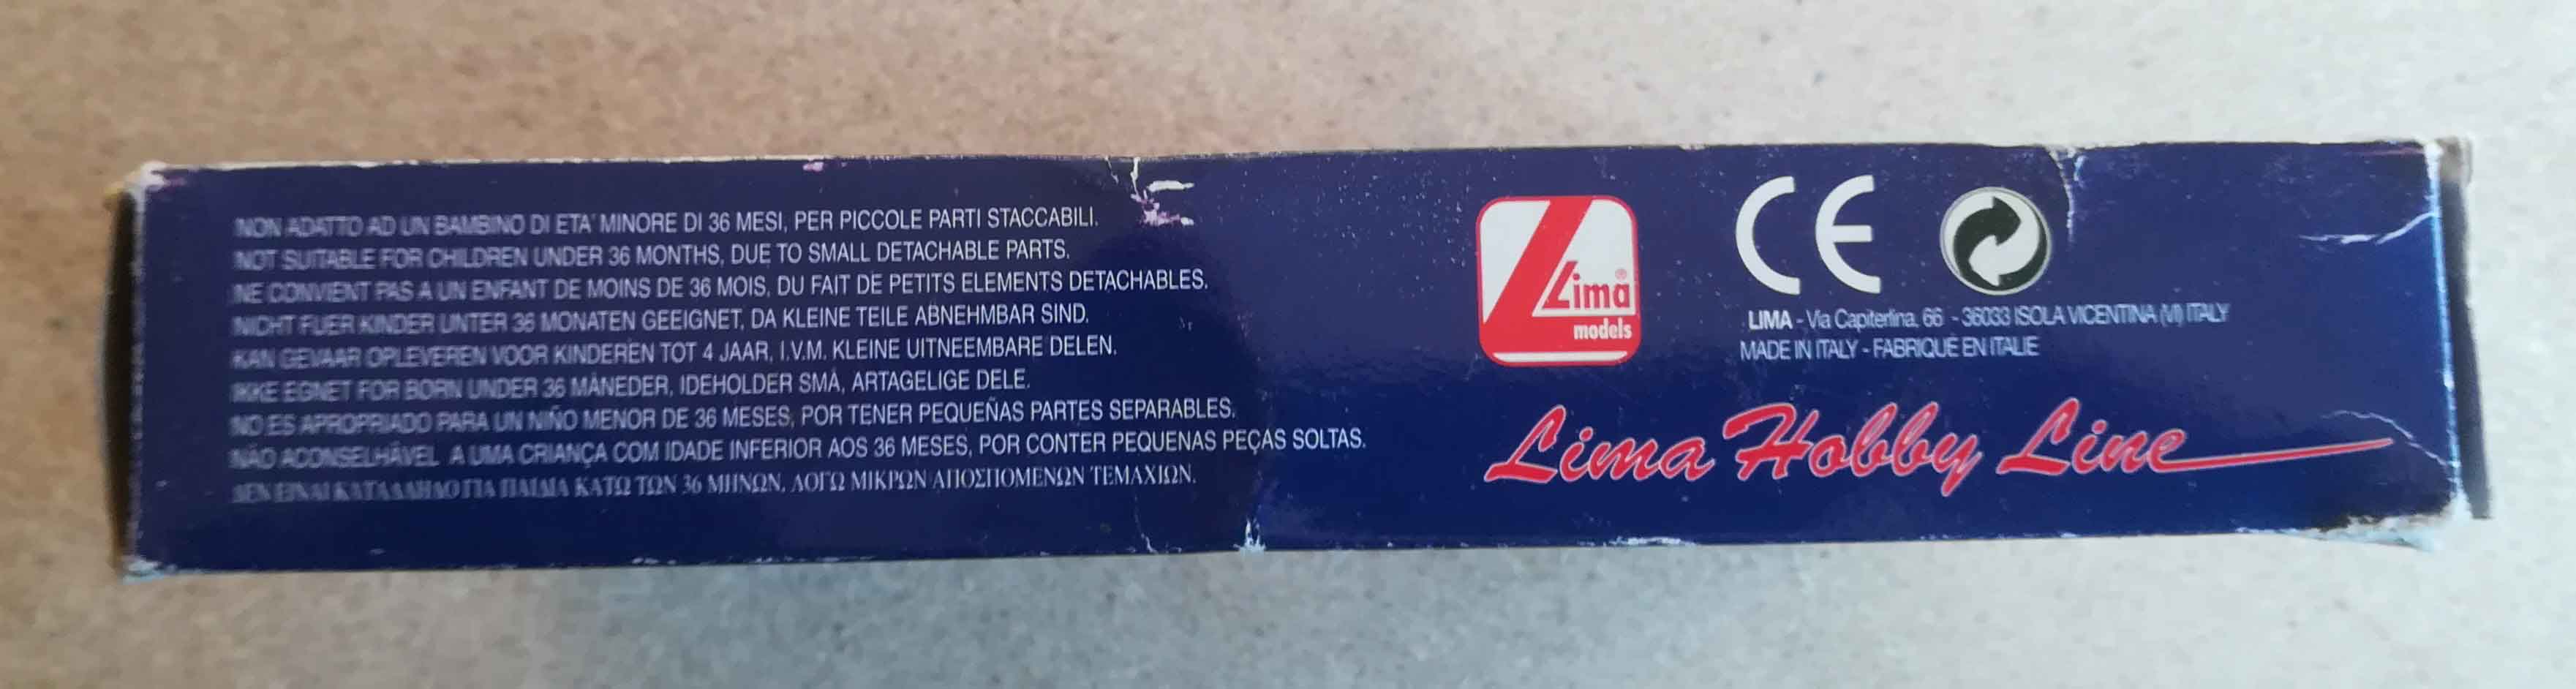 NON ADATTO AD UN BAMBINO DI ETA' MINORE DI 36 MESI, PER PICCOLE PARTI STACCABILI.
NOT SUITABLE FOR CHILDREN UNDER 36 MONTHS, DUE TO SMALL DETACHABLE PARTS.
NE CONVIENT PAS A UN ENFANT DE MOINS DE 36 MOIS, DU FAIT DE PETITS ELEMENTS DETACHABLES.
NICHT FUER KINDER UNTER 36 MONATEN GEEIGNET, DA KLEINE TEILE ABNEHMBAR SIND.
KAN GEVAAR OPLEVEREN VOOR KINDEREN TOT 4 JAAR, I.V.M. KLEINE UITNEEMBARE DELEN.
IKKE EGNET FOR BORN UNDER 36 MÅNEDER, IDEHOLDER SMÅ, ARTAGELIGE DELE.
NO ES APROPRIADO PARA UN NIÑO MENOR DE 36 MESES, POR TENER PEQUEÑAS PARTES SEPARABLES.
NÃO ACONSELHÁVEL A UMA CRIANÇA COM IDADE INFERIOR AOS 36 MESES, POR CONTER PEQUENAS PEÇAS SOLTAS.
ΔΕΝ ΕΙΝΑΙ ΚΑΤΑΛΛΗΛΟ ΓΙΑ ΠΑΙΔΙΑ ΚΑΤΩ ΤΩΝ 36 ΜΗΝΩΝ, ΛΟΓΩ ΜΙΚΡΩΝ ΑΠΟΣΠΟΜΕΝΩΝ ΤΕΜΑΧΙΩΝ.
Lima®
models
CE
LIMA - Via Capiterlina, 66 - 36033 ISOLA VICENTINA (VI) ITALY
MADE IN ITALY - FABRIQUÉ EN ITALIE
Lima Hobby Line